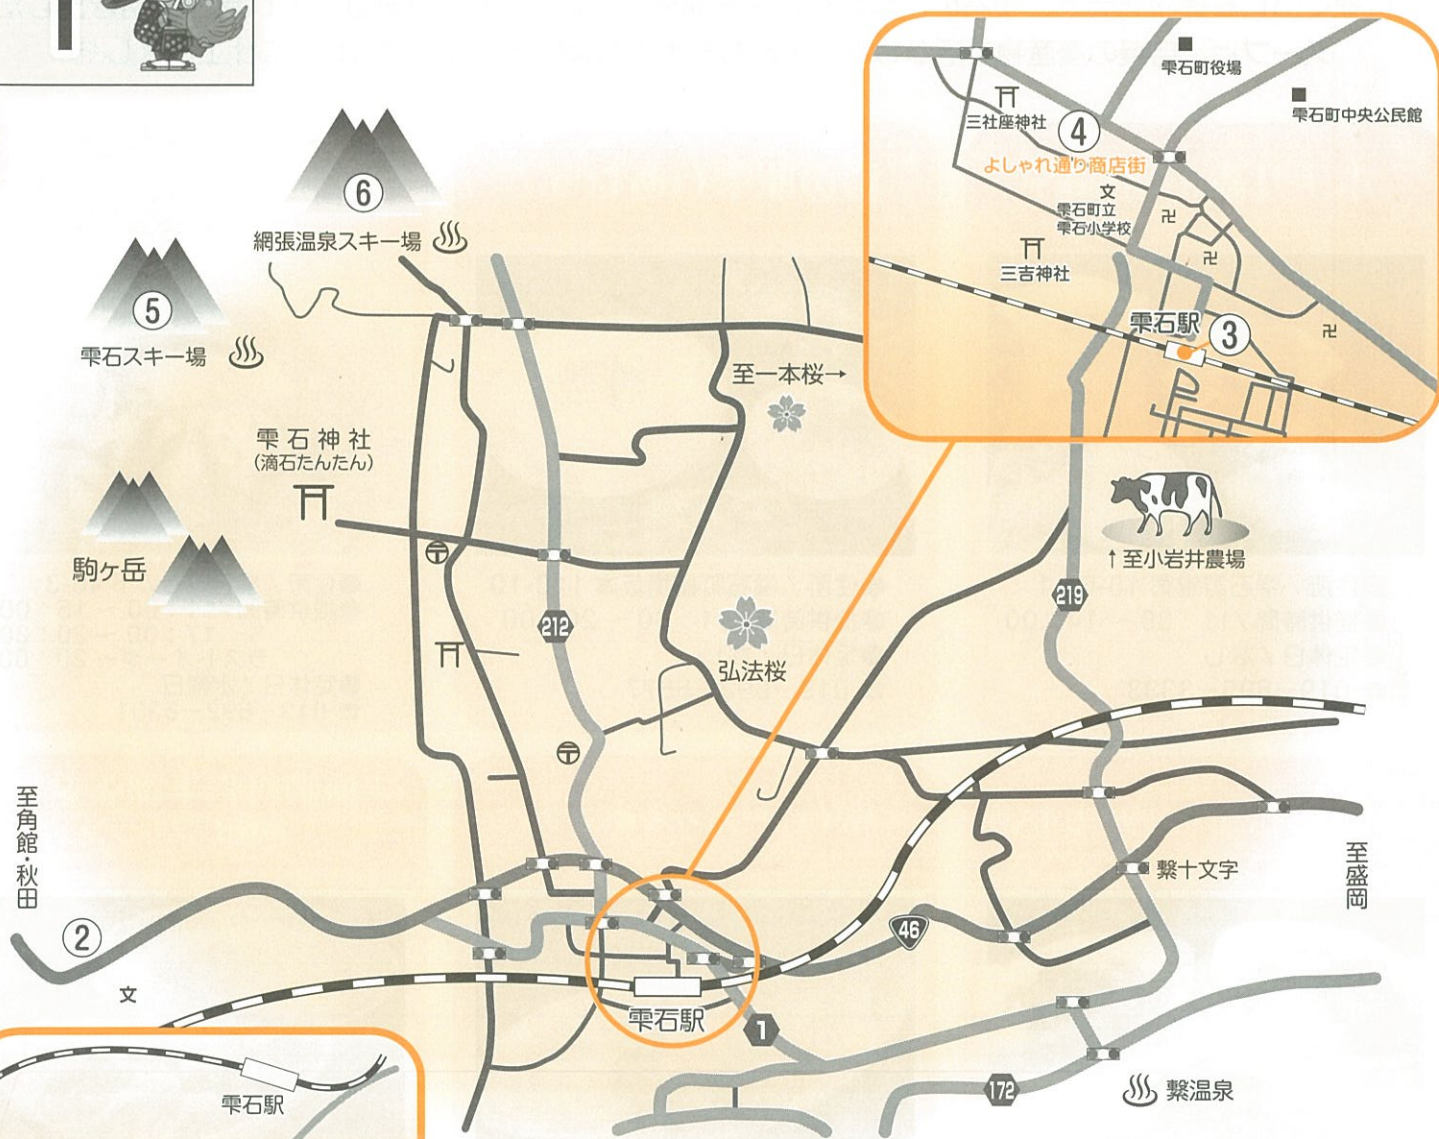 ⑥
網張温泉スキー場
⑤
雫石スキー場
雫石神社
(滴石たんたん)
駒ヶ岳
至一本桜→
弘法桜
雫石町役場
雫石町中央公民館
三社座神社
④
よしゃれ通り商店街
文
雫石町立
雫石小学校
卍
卍
卍
三吉神社
雫石駅
③
↑至小岩井農場
219
212
至角館・秋田
②
文
46
繋十文字
至盛岡
雫石駅
1
172
繋温泉
雫石駅